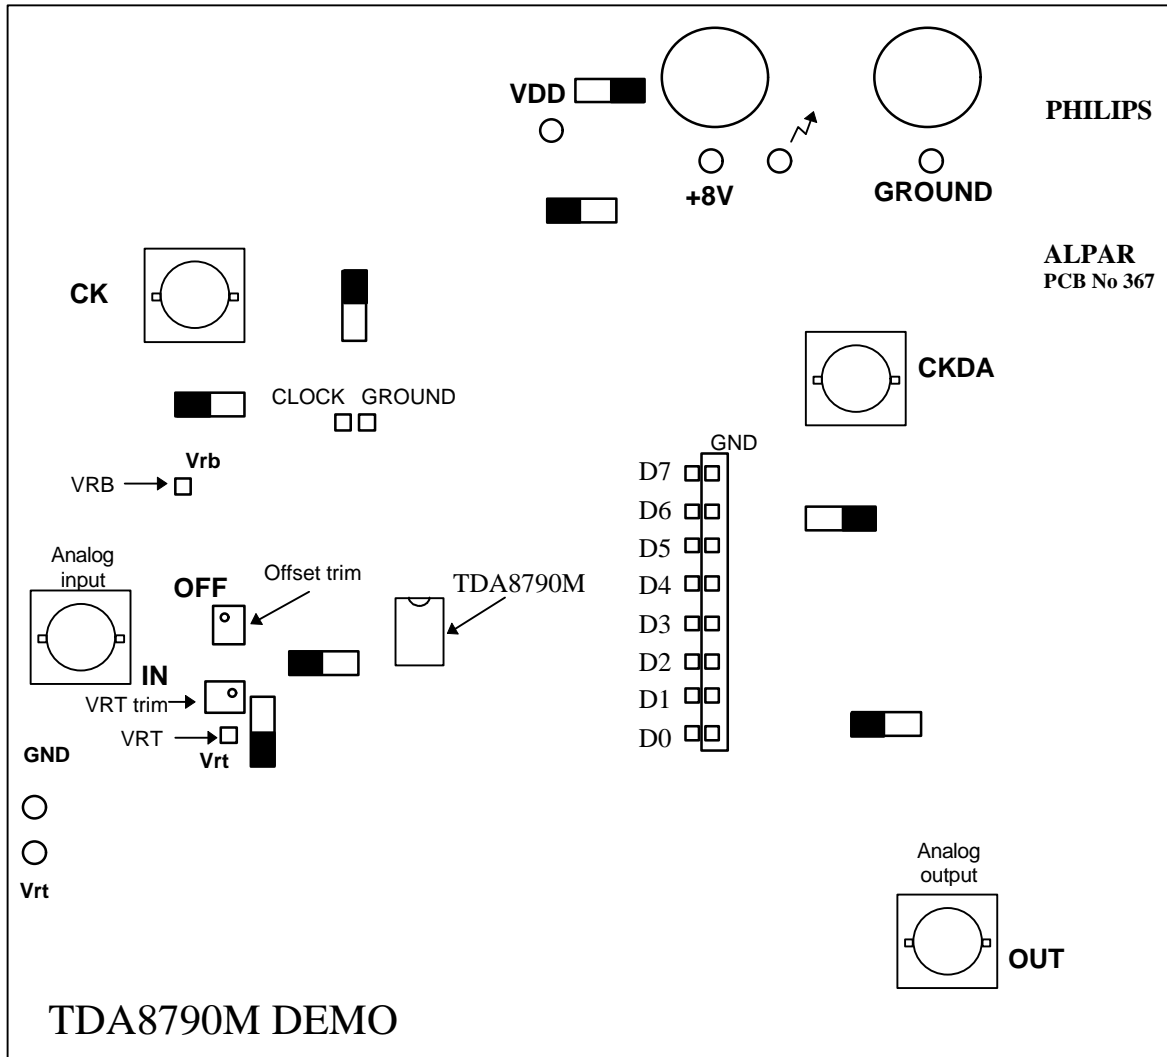 VDD
PHILIPS
+8V
GROUND
ALPAR
PCB No 367
CK
CKDA
CLOCK GROUND
GND
Vrb
VRB
D7
D6
D5
D4
D3
D2
D1
D0
Analog
input
OFF
Offset trim
TDA8790M
IN
VRT trim
VRT
Vrt
GND
Vrt
Analog
output
OUT
TDA8790M DEMO